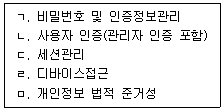 ㄱ. 비밀번호 및 인증정보관리
ㄴ. 사용자 인증(관리자 인증 포함)
ㄷ. 세션관리
ㄹ. 디바이스접근
ㅁ. 개인정보 법적 준거성